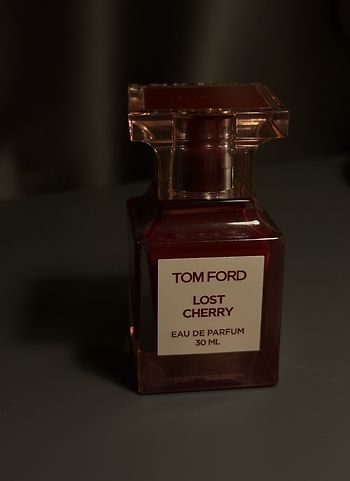 TOM FORD
LOST
CHERRY
EAU DE PARFUM
30 ML